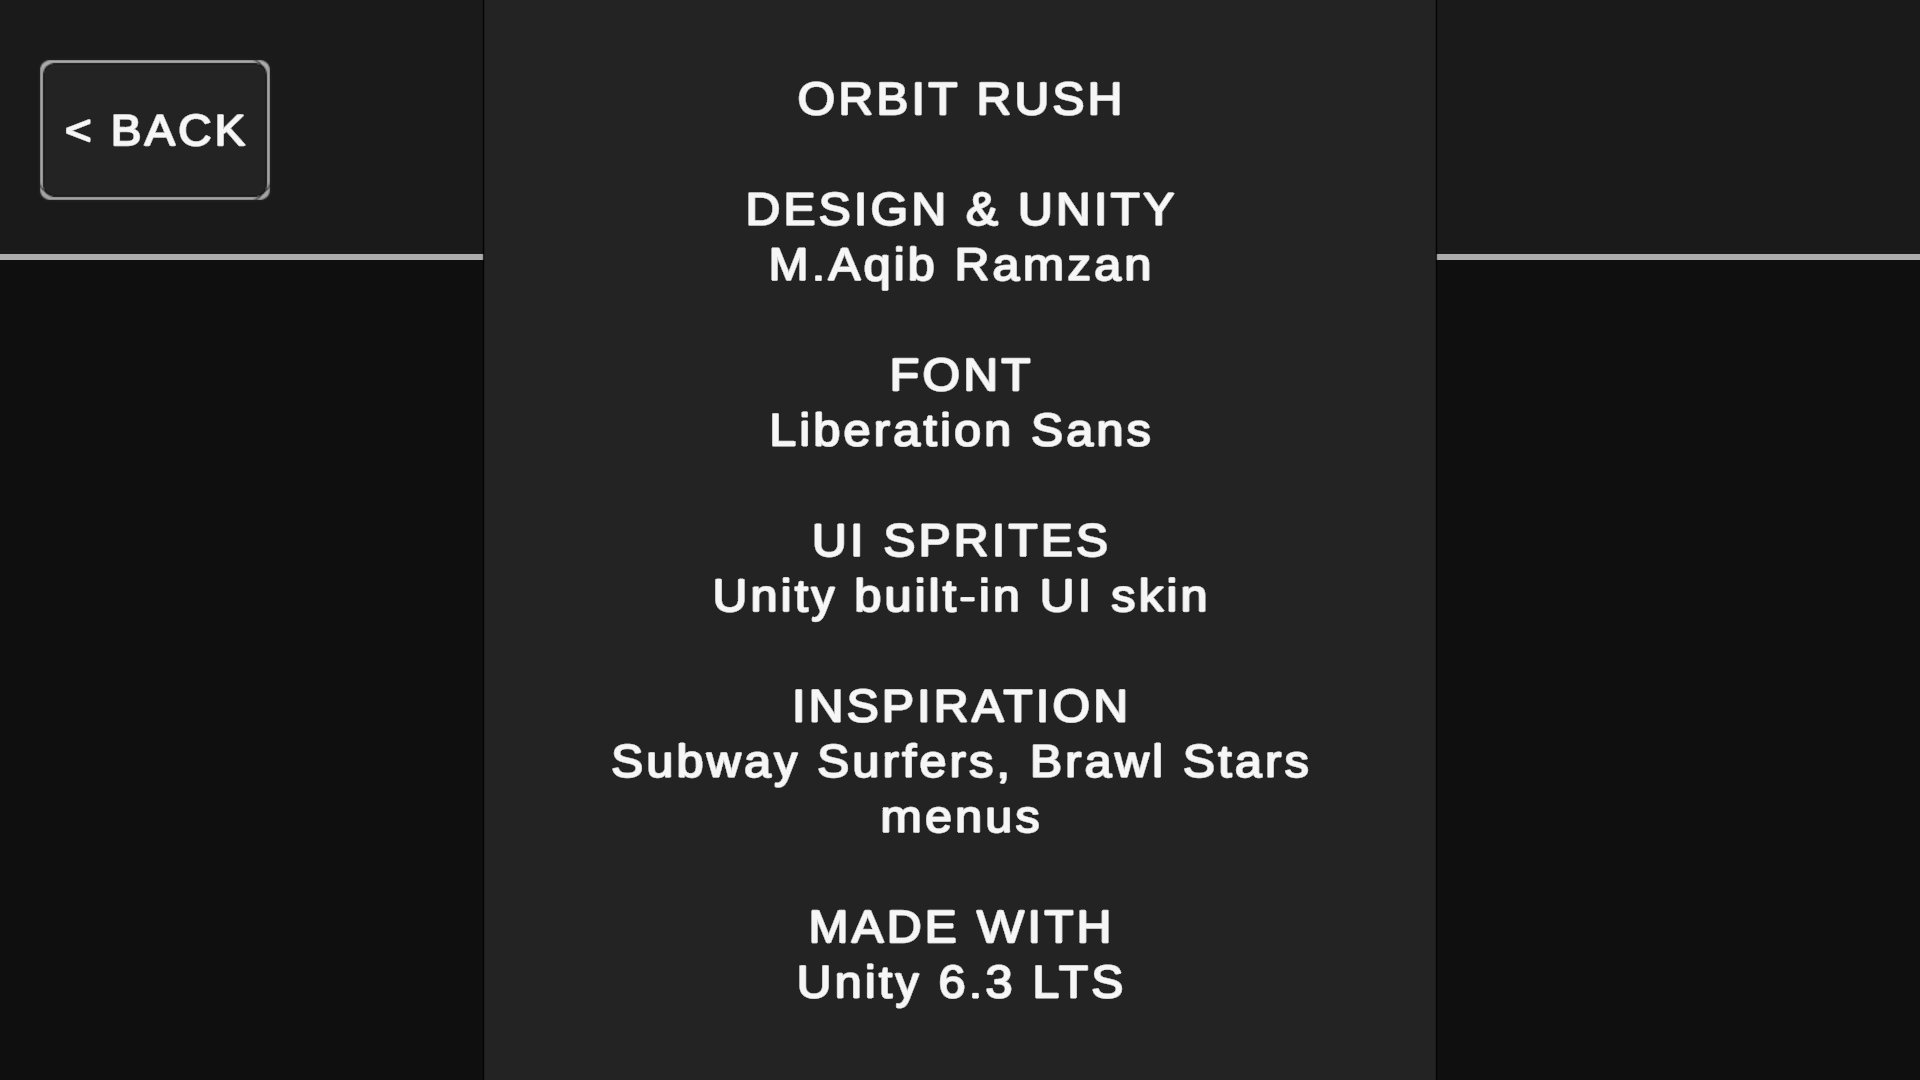 < BACK
ORBIT RUSH
DESIGN & UNITY
M.Aqib Ramzan
FONT
Liberation Sans
UI SPRITES
Unity built-in UI skin
INSPIRATION
Subway Surfers, Brawl Stars
menus
MADE WITH
Unity 6.3 LTS